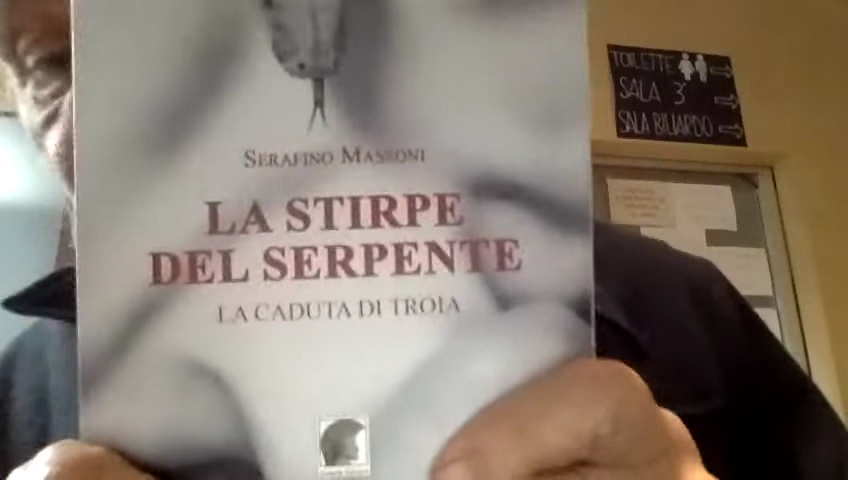 SERAFINO MASSONI
LA STIRPE
DEL SERPENTE
LA CADUTA DI TROIA
TOILETTE
SALA 3
SALA BILIARDO